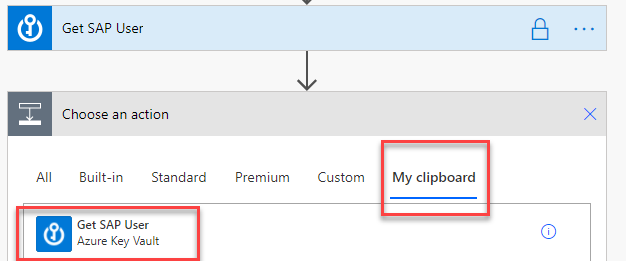 Get SAP User
Choose an action
All Built-in Standard Premium Custom My clipboard
Get SAP User
Azure Key Vault